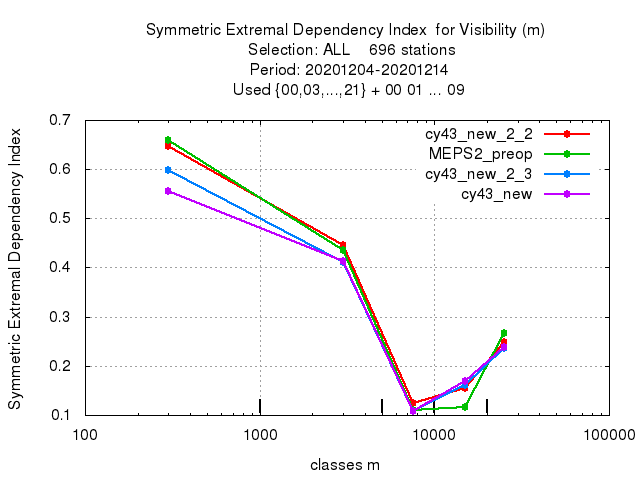 Symmetric Extremal Dependency Index  for Visibility (m)
Selection: ALL    696 stations
Period: 20201204-20201214
Used {00,03,...,21} + 00 01 ... 09
Symmetric Extremal Dependency Index
0.7
0.6
0.5
0.4
0.3
0.2
0.1
cy43_new_2_2
MEPS2_preop
cy43_new_2_3
cy43_new
100 1000 10000 100000
classes m